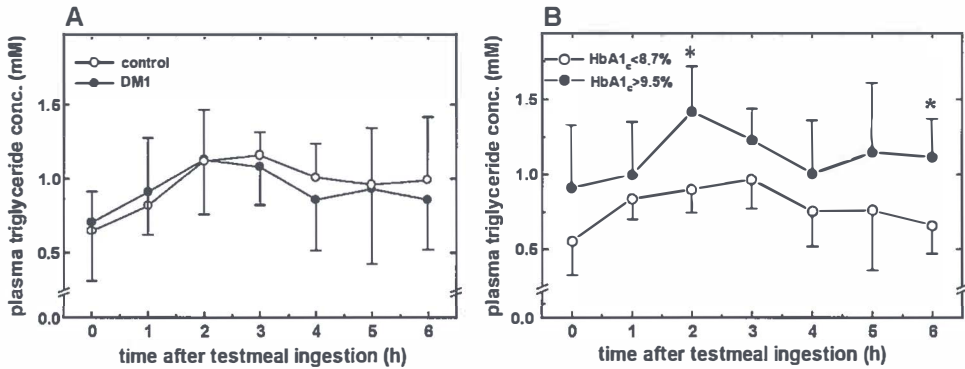 A
plasma triglyceride conc. (mM)
control
DM1
1.5
1.0
0.5
0.0
0 1 2 3 4 5 6
time after testmeal ingestion (h)
B
plasma triglyceride conc. (mM)
HbA1c<8.7%
HbA1c>9.5%
*
*
1.5
1.0
0.5
0.0
0 1 2 3 4 5 6
time after testmeal ingestion (h)